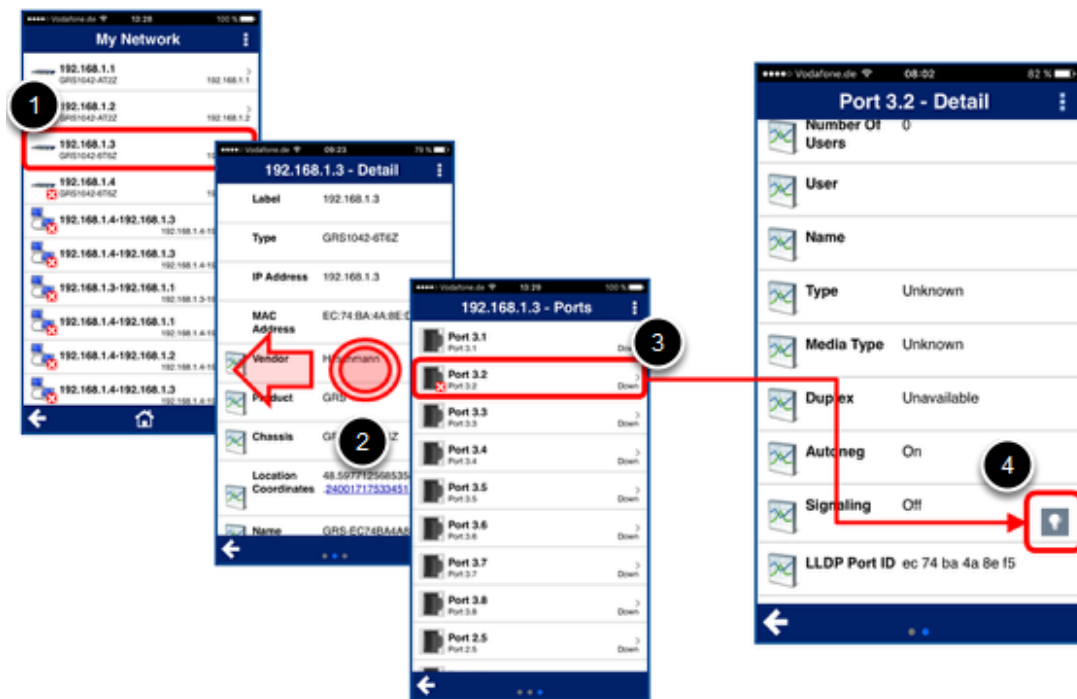 Vodafone.de 10:28 100 %
My Network
192.168.1.1
GRS1042-AT2Z 192.168.1.1
192.168.1.2
GRS1042-AT2Z 192.168.1.2
192.168.1.3
GRS1042-6T6Z
192.168.1.4
GRS1042-6T6Z
192.168.1.4-192.168.1.3
192.168.1.4-192.168.1.3
192.168.1.3-192.168.1.1
192.168.1.4-192.168.1.1
192.168.1.4-192.168.1.2
192.168.1.4-192.168.1.3
1
Vodafone.de 09:23 79 %
192.168.1.3 - Detail
Label 192.168.1.3
Type GRS1042-6T6Z
IP Address 192.168.1.3
MAC EC:74:BA:4A:8E:
Address
Vendor
Product GRS
Chassis
Location
Coordinates
Name GRS-EC74BA4A8
2
Vodafone.de 10:29 100 %
192.168.1.3 - Ports
Port 3.1
Port 3.1
Port 3.2
Port 3.2 Down
Port 3.3
Port 3.3 Down
Port 3.4
Port 3.4 Down
Port 3.5
Port 3.5 Down
Port 3.6
Port 3.6 Down
Port 3.7
Port 3.7 Down
Port 3.8
Port 3.8 Down
Port 2.5
Port 2.5 Down
3
Vodafone.de 08:02 82 %
Port 3.2 - Detail
Number Of 0
Users
User
Name
Type Unknown
Media Type Unknown
Duplex Unavailable
Autoneg On
Signaling Off
LLDP Port ID ec 74 ba 4a 8e f5
4